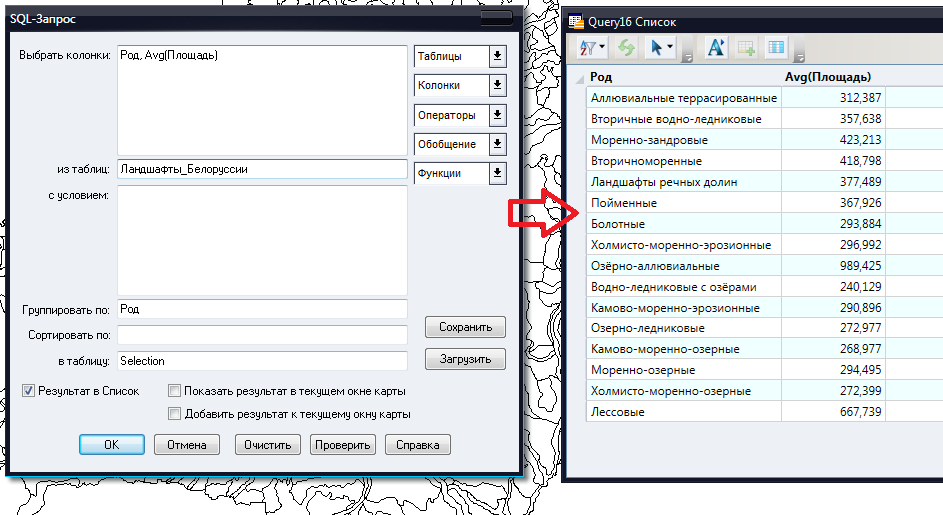 SQL-Запрос
Выбрать колонки: Род, Avg(Площадь)
Таблицы
Колонки
Операторы
Обобщение
из таблиц: Ландшафты_Белоруссии
Функции
с условием:
Группировать по: Род
Сортировать по:
Сохранить
в таблицу: Selection
Загрузить
Результат в Список Показать результат в текущем окне карты
Добавить результат к текущему окну карты
OK Отмена Очистить Проверить Справка
Query16 Список
Род Avg(Площадь)
Аллювиальные террасированные 312,387
Вторичные водно-ледниковые 357,638
Моренно-зандровые 423,213
Вторичноморенные 418,798
Ландшафты речных долин 377,489
Пойменные 367,926
Болотные 293,884
Холмисто-моренно-эрозионные 296,992
Озёрно-аллювиальные 989,425
Водно-ледниковые с озёрами 240,129
Камово-моренно-эрозионные 290,896
Озерно-ледниковые 272,977
Камово-моренно-озерные 268,977
Моренно-озерные 294,495
Холмисто-моренно-озерные 272,399
Лессовые 667,739